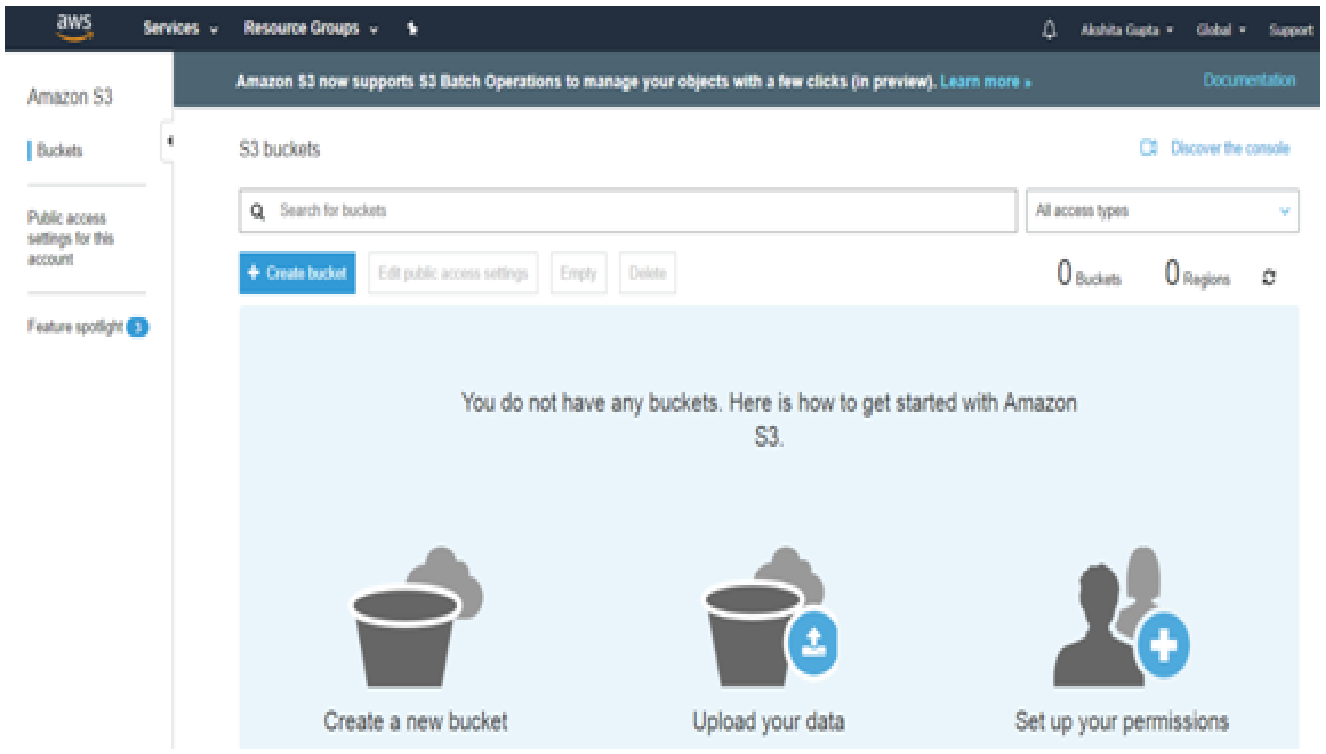 aws Services Resource Groups Akshita Gupta Global Support
Amazon S3 now supports S3 Batch Operations to manage your objects with a few clicks (in preview). Learn more » Documentation
Amazon S3
Buckets
Public access
settings for this
account
Feature spotlight 3
S3 buckets Discover the console
Search for buckets All access types
Create bucket Edit public access settings Empty Delete 0 Buckets 0 Regions
You do not have any buckets. Here is how to get started with Amazon
S3.
Create a new bucket Upload your data Set up your permissions